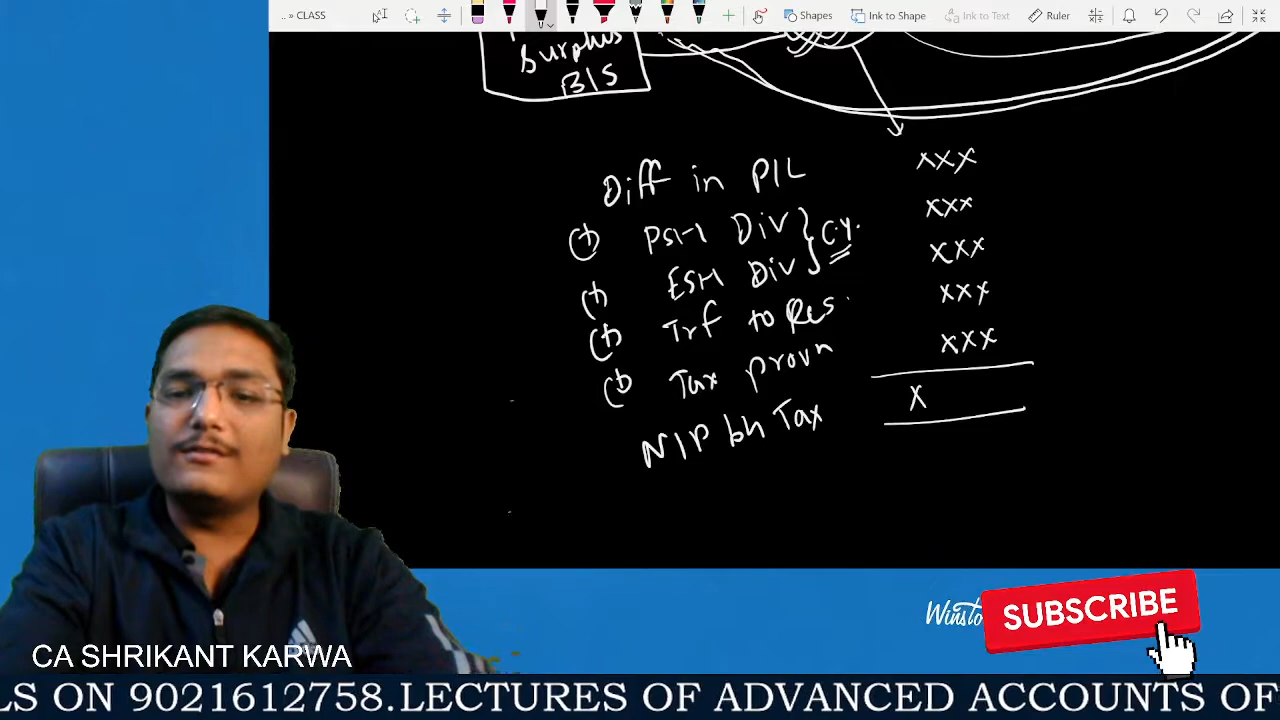 .. » CLASS
Shapes
Ink to Shape
Ink to Text
Ruler
Surplus
B/S
Diff in P/L xxx
(+) PSH Div } C.Y. xxx
(+) ESH Div xxx
(+) Trf to Res. xxx
(+) Tax provn xxx
N/P b4 Tax X
SUBSCRIBE
CA SHRIKANT KARWA
LS ON 9021612758.LECTURES OF ADVANCED ACCOUNTS OF